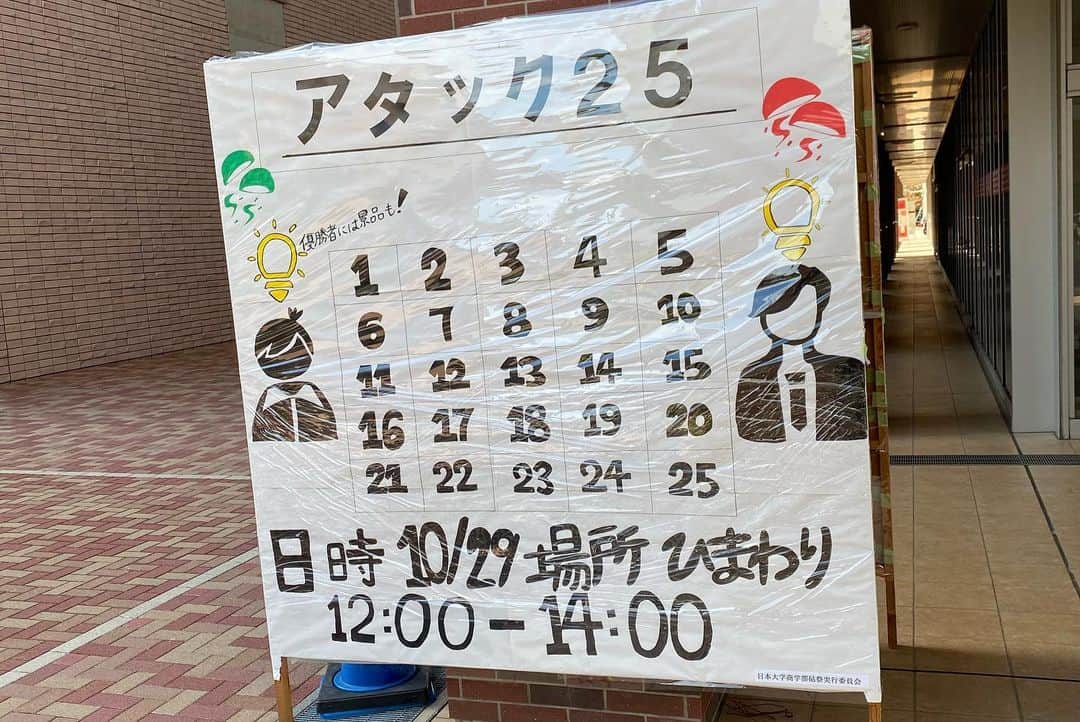 アタック25
優勝者には景品も!
1 2 3 4 5
6 7 8 9 10
11 12 13 14 15
16 17 18 19 20
21 22 23 24 25
日時 10/29 場所 ひまわり
12:00-14:00
日本大学商学部砧祭実行委員会